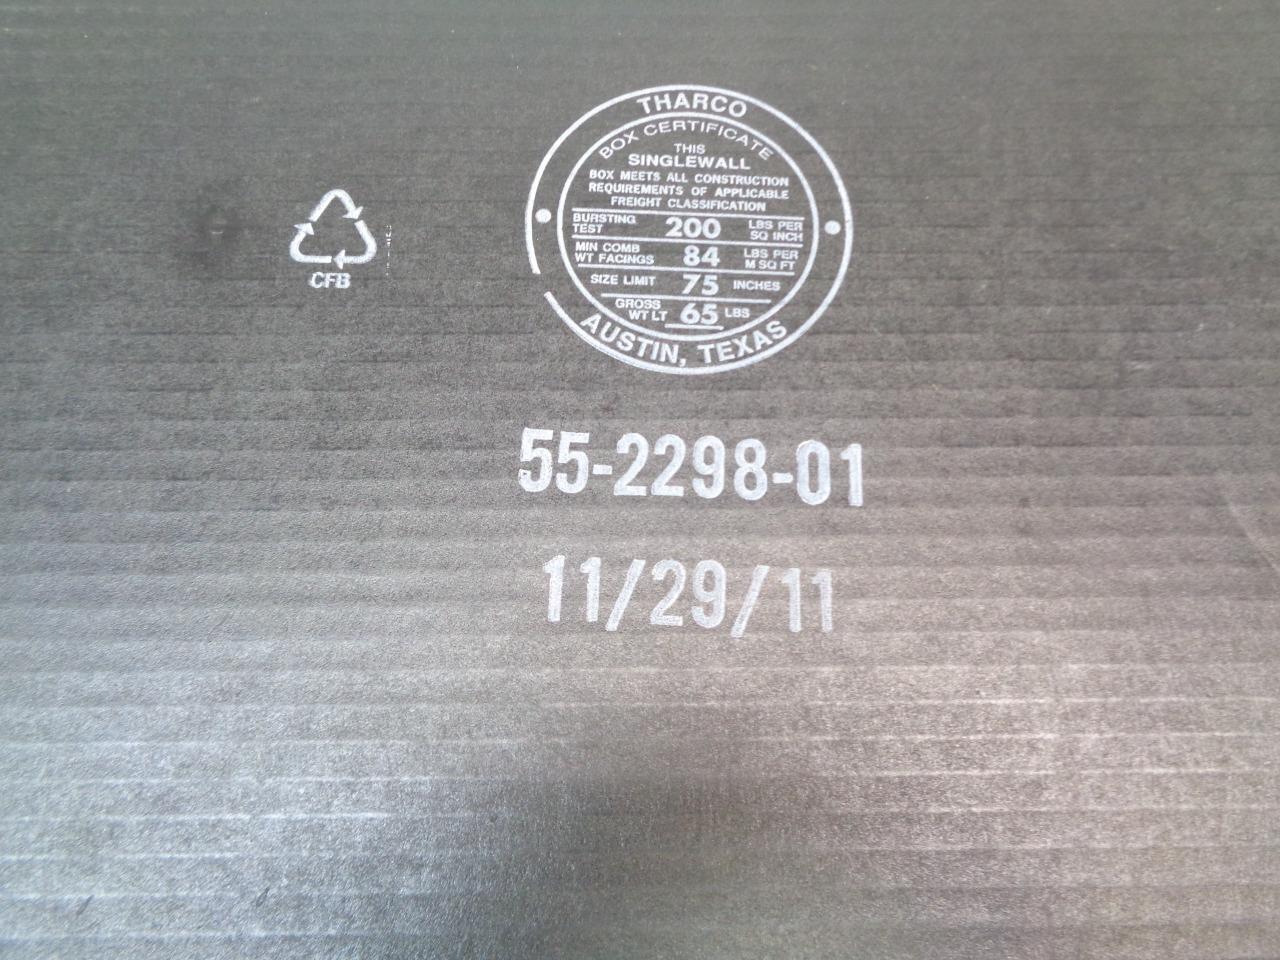 THARCO
BOX CERTIFICATE
THIS
SINGLEWALL
BOX MEETS ALL CONSTRUCTION
REQUIREMENTS OF APPLICABLE
FREIGHT CLASSIFICATION
BURSTING TEST 200 LBS PER SQ INCH
MIN COMB WT FACINGS 84 LBS PER M SQ FT
SIZE LIMIT 75 INCHES
GROSS WT LT 65 LBS
AUSTIN, TEXAS
CFB
55-2298-01
11/29/11